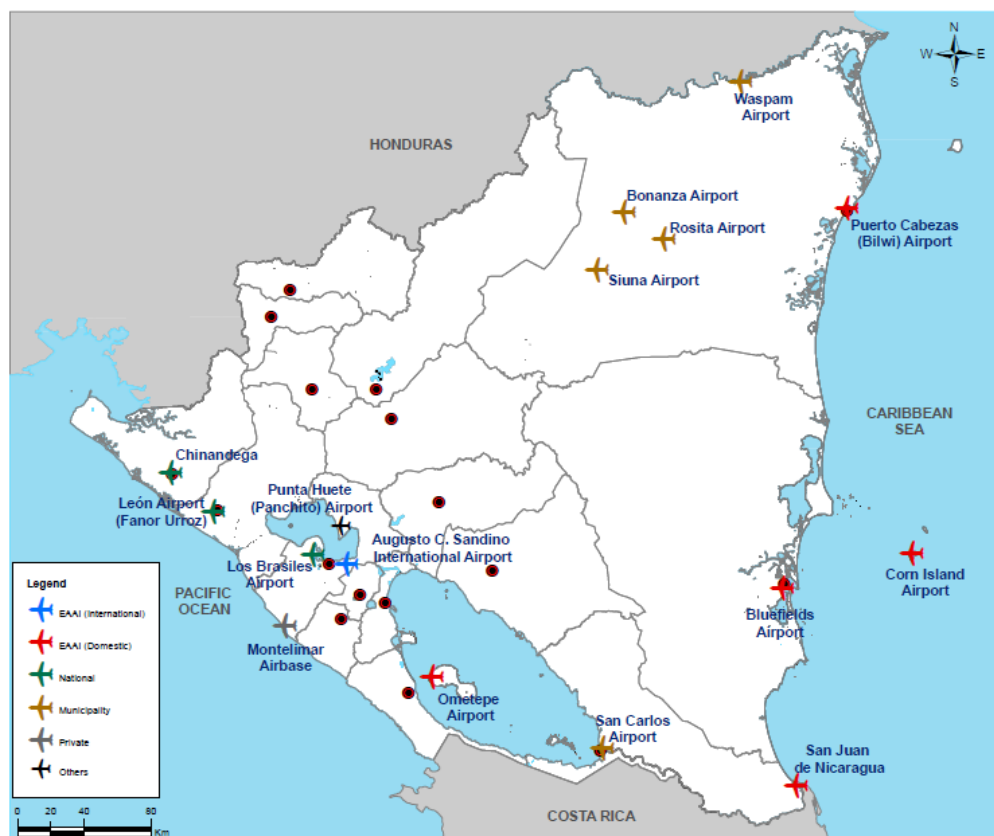 N
W E
S
Waspam
Airport
HONDURAS
Bonanza Airport
Rosita Airport
Puerto Cabezas
(Bilwi) Airport
Siuna Airport
CARIBBEAN
SEA
Chinandega
Punta Huete
(Panchito) Airport
León Airport
(Fanor Urroz)
Augusto C. Sandino
International Airport
Los Brasiles
Airport
Corn Island
Airport
PACIFIC
OCEAN
Bluefields
Airport
Montelimar
Airbase
Ometepe
Airport
San Carlos
Airport
San Juan
de Nicaragua
COSTA RICA
Legend
EAAI (International)
EAAI (Domestic)
National
Municipality
Private
Others
0 20 40 80
Km